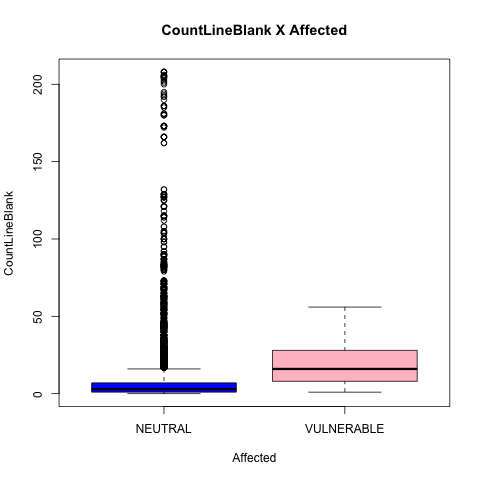 CountLineBlank X Affected
CountLineBlank
200
150
100
50
0
NEUTRAL VULNERABLE
Affected